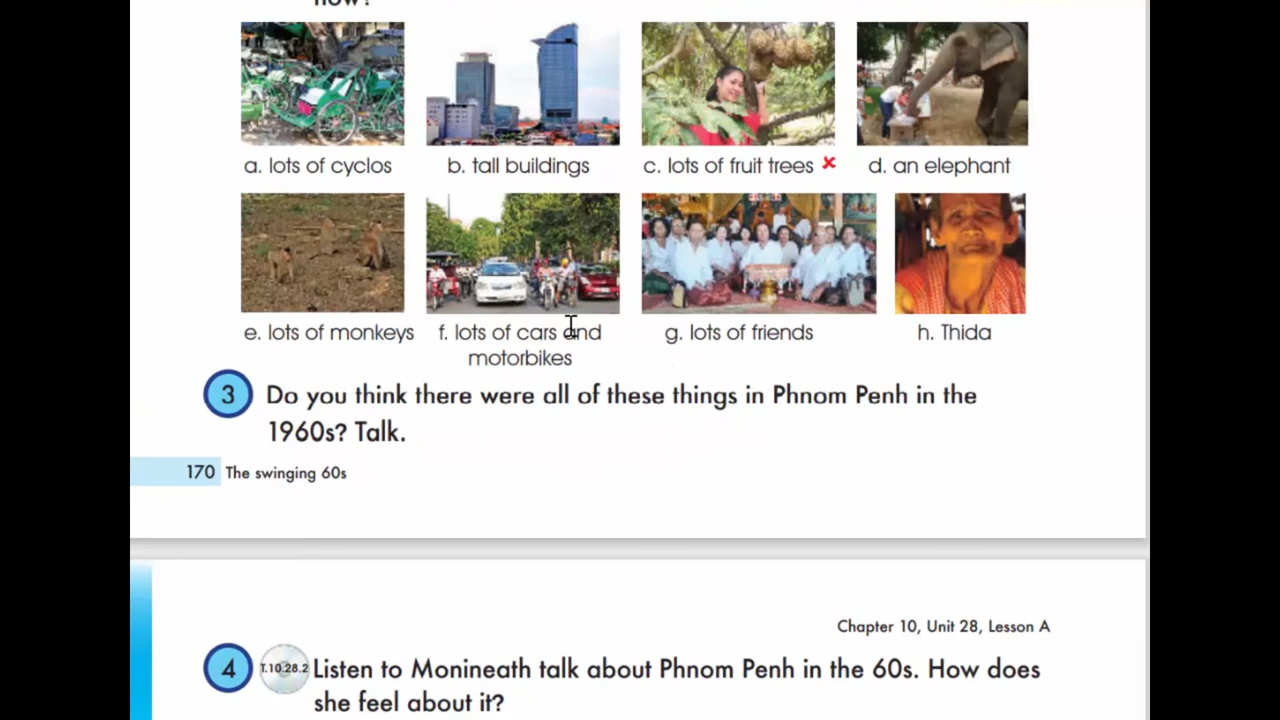 now?
a. lots of cyclos
b. tall buildings
c. lots of fruit trees ✗
d. an elephant
e. lots of monkeys
f. lots of cars and
motorbikes
g. lots of friends
h. Thida
3 Do you think there were all of these things in Phnom Penh in the
1960s? Talk.
170 The swinging 60s
Chapter 10, Unit 28, Lesson A
4 T.10.28.2 Listen to Monineath talk about Phnom Penh in the 60s. How does
she feel about it?